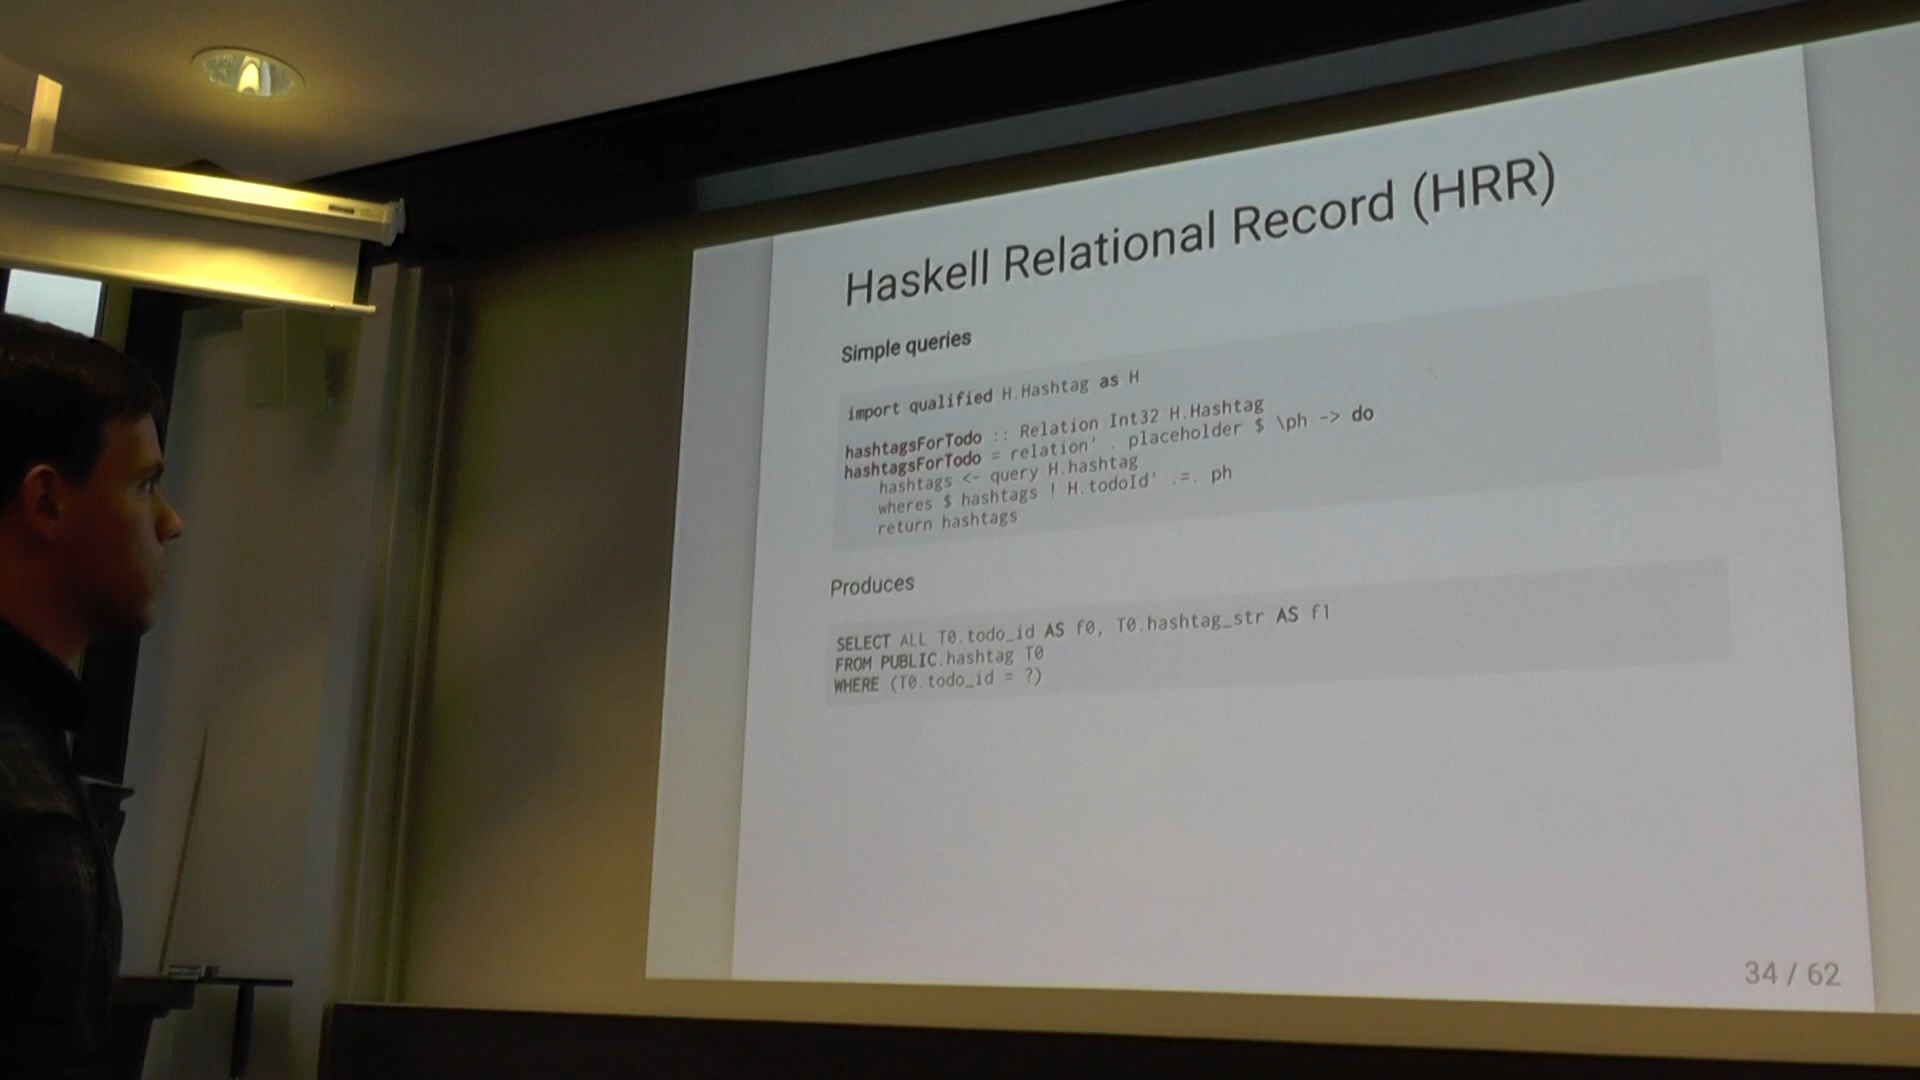 Haskell Relational Record (HRR)
Simple queries
import qualified H.Hashtag as H
hashtagsForTodo :: Relation Int32 H.Hashtag
hashtagsForTodo = relation' . placeholder $ \ph -> do
hashtags <- query H.hashtag
wheres $ hashtags ! H.todoId' .=. ph
return hashtags
Produces
SELECT ALL T0.todo_id AS f0, T0.hashtag_str AS f1
FROM PUBLIC.hashtag T0
WHERE (T0.todo_id = ?)
34 / 62